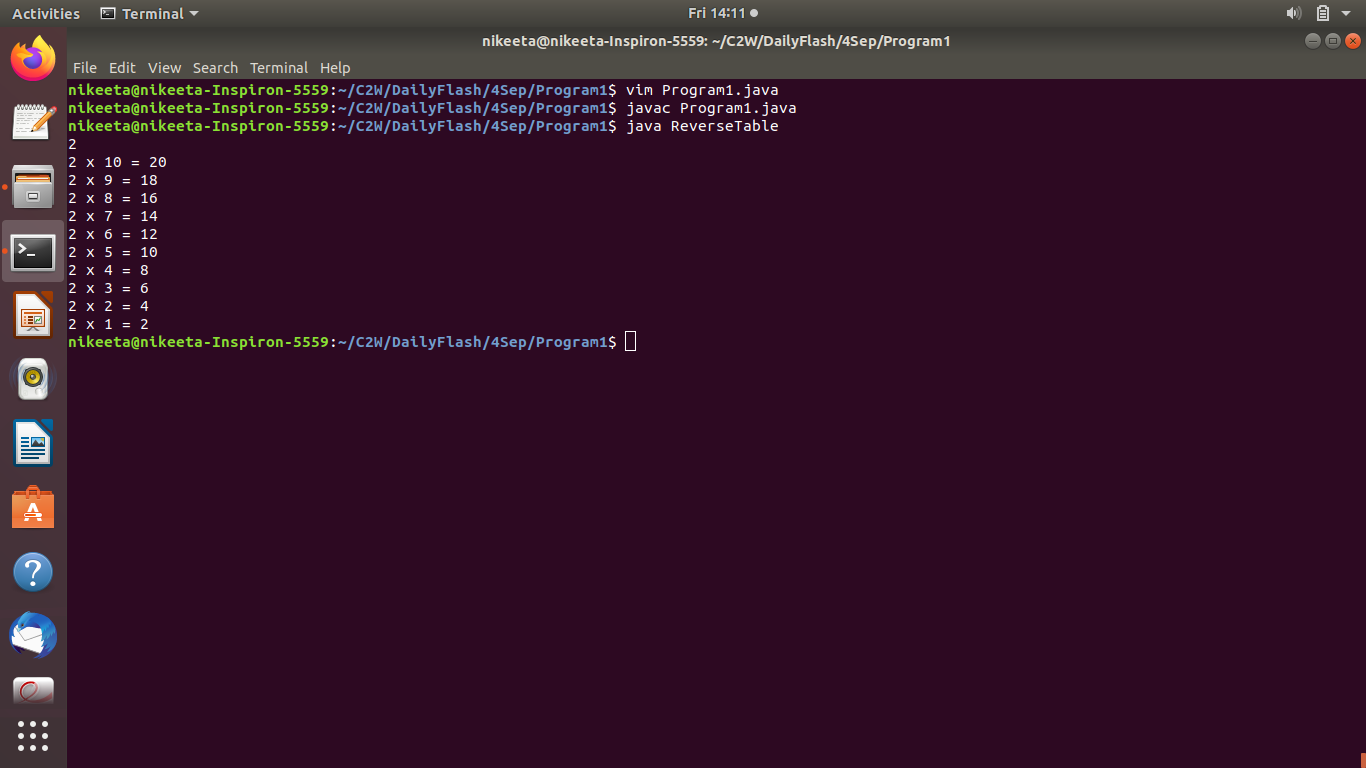 Activities Terminal Fri 14:11
nikeeta@nikeeta-Inspiron-5559: ~/C2W/DailyFlash/4Sep/Program1
File Edit View Search Terminal Help
nikeeta@nikeeta-Inspiron-5559:~/C2W/DailyFlash/4Sep/Program1$ vim Program1.java
nikeeta@nikeeta-Inspiron-5559:~/C2W/DailyFlash/4Sep/Program1$ javac Program1.java
nikeeta@nikeeta-Inspiron-5559:~/C2W/DailyFlash/4Sep/Program1$ java ReverseTable
2
2 x 10 = 20
2 x 9 = 18
2 x 8 = 16
2 x 7 = 14
2 x 6 = 12
2 x 5 = 10
2 x 4 = 8
2 x 3 = 6
2 x 2 = 4
2 x 1 = 2
nikeeta@nikeeta-Inspiron-5559:~/C2W/DailyFlash/4Sep/Program1$